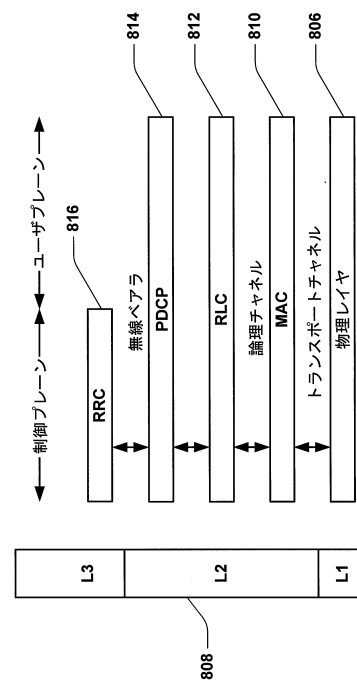 制御プレーン ユーザプレーン
816
RRC
無線ベアラ
814
PDCP
812
RLC
論理チャネル
810
MAC
トランスポートチャネル
806
物理レイヤ
L3
L2
L1
808